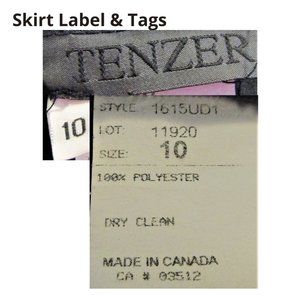 Skirt Label & Tags
TENZER
10
STYLE: 1615UD1
LOT: 11920
SIZE: 10
100% POLYESTER
DRY CLEAN
MADE IN CANADA
CA # 03512